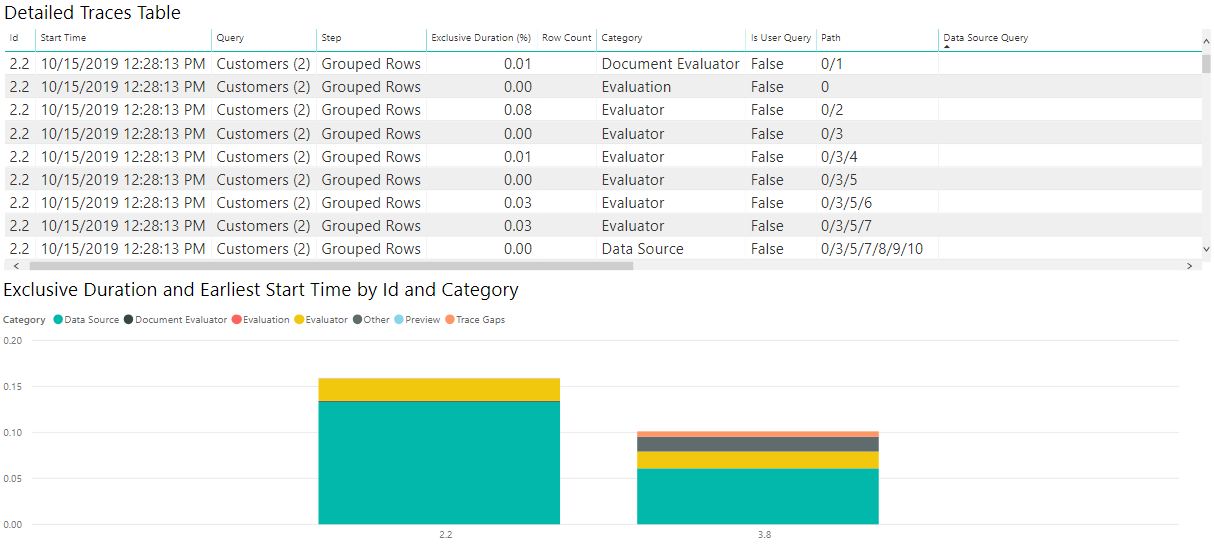 Detailed Traces Table
Id Start Time Query Step Exclusive Duration (%) Row Count Category Is User Query Path Data Source Query
2.2 10/15/2019 12:28:13 PM Customers (2) Grouped Rows 0.01 Document Evaluator False 0/1
2.2 10/15/2019 12:28:13 PM Customers (2) Grouped Rows 0.00 Evaluation False 0
2.2 10/15/2019 12:28:13 PM Customers (2) Grouped Rows 0.08 Evaluator False 0/2
2.2 10/15/2019 12:28:13 PM Customers (2) Grouped Rows 0.00 Evaluator False 0/3
2.2 10/15/2019 12:28:13 PM Customers (2) Grouped Rows 0.01 Evaluator False 0/3/4
2.2 10/15/2019 12:28:13 PM Customers (2) Grouped Rows 0.00 Evaluator False 0/3/5
2.2 10/15/2019 12:28:13 PM Customers (2) Grouped Rows 0.03 Evaluator False 0/3/5/6
2.2 10/15/2019 12:28:13 PM Customers (2) Grouped Rows 0.03 Evaluator False 0/3/5/7
2.2 10/15/2019 12:28:13 PM Customers (2) Grouped Rows 0.00 Data Source False 0/3/5/7/8/9/10
Exclusive Duration and Earliest Start Time by Id and Category
Category Data Source Document Evaluator Evaluation Evaluator Other Preview Trace Gaps
0.20
0.15
0.10
0.05
0.00
2.2 3.8